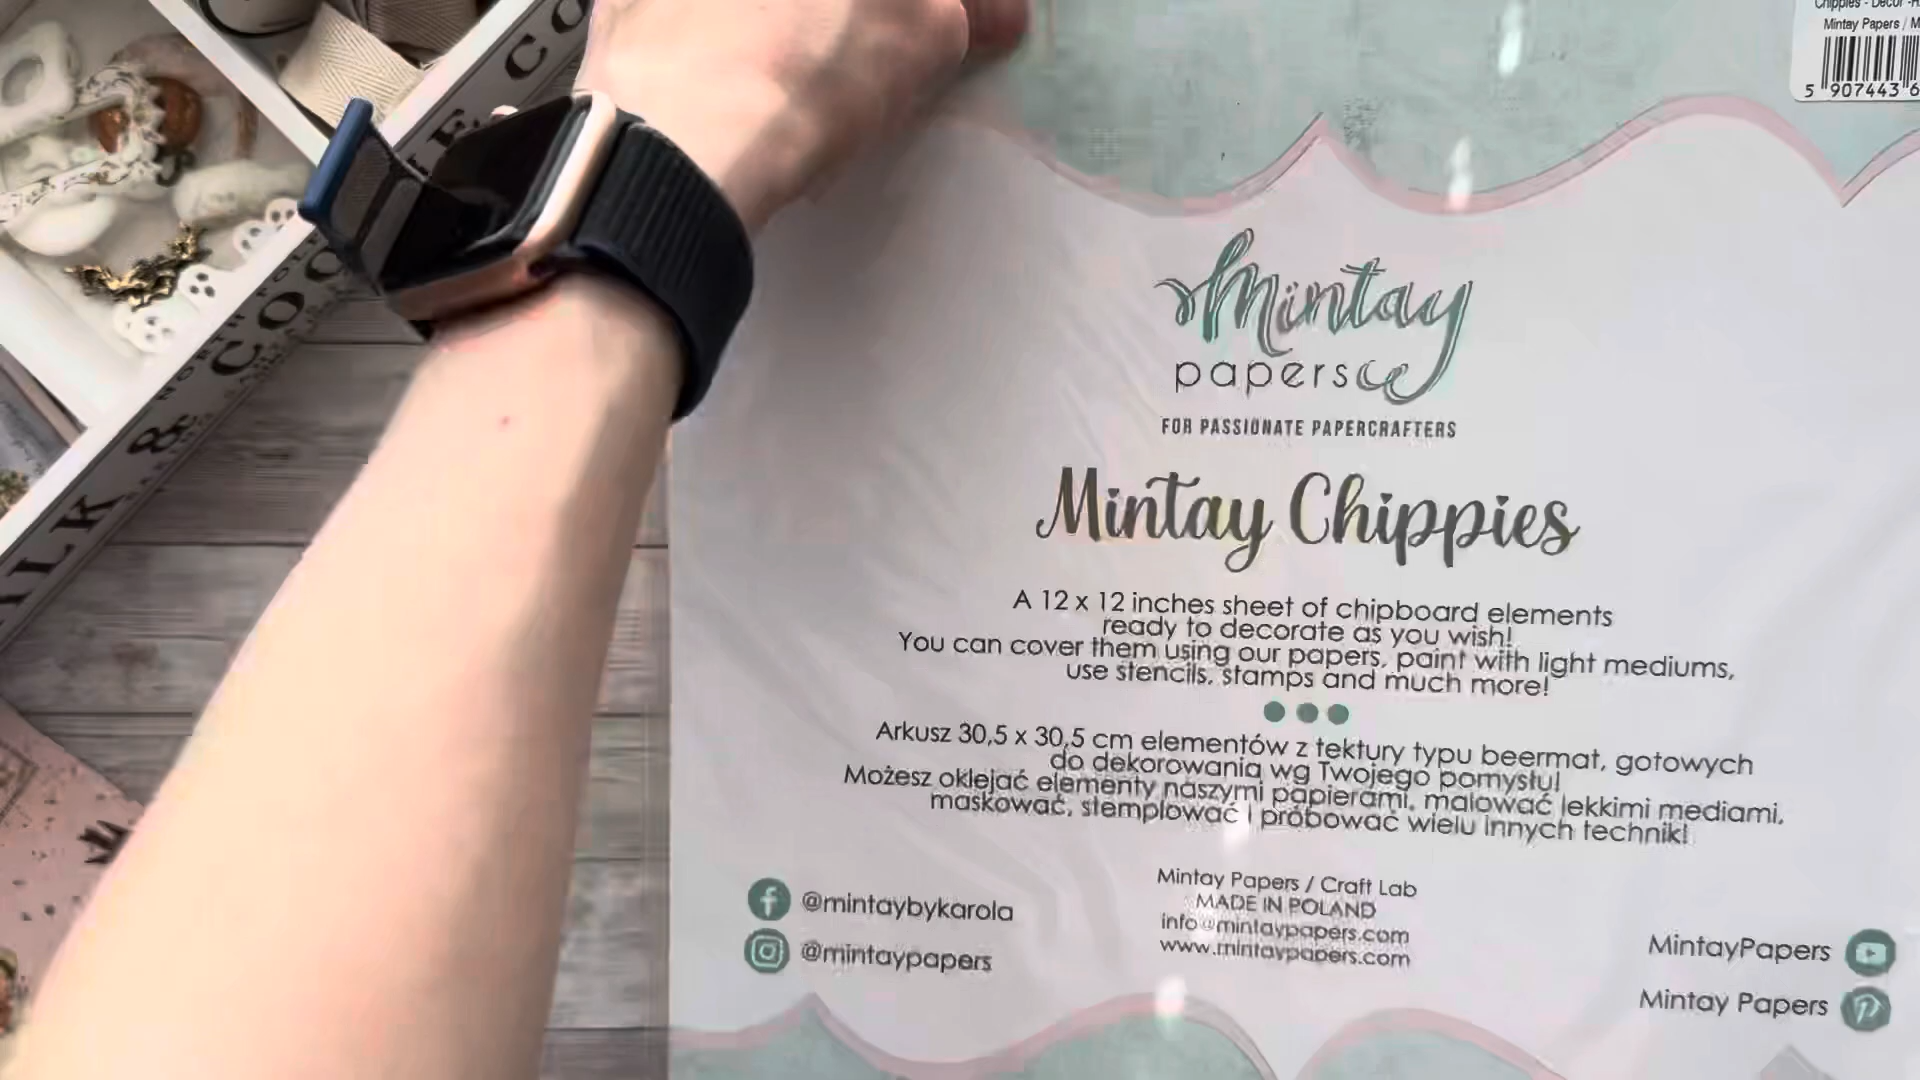 Mintay Papers / M
5 907443 6
Mintay
papers
FOR PASSIONATE PAPERCRAFTERS
Mintay Chippies
A 12 x 12 inches sheet of chipboard elements
ready to decorate as you wish!
You can cover them using our papers, paint with light mediums,
use stencils, stamps and much more!
Arkusz 30,5 x 30,5 cm elementów z tektury typu beermat, gotowych
do dekorowania wg Twojego pomysłu!
Możesz oklejać elementy naszymi papierami, malować lekkimi mediami,
maskować, stemplować i próbować wielu innych technik!
@mintaybykarola
@mintaypapers
Mintay Papers / Craft Lab
MADE IN POLAND
info@mintaypapers.com
www.mintaypapers.com
MintayPapers
Mintay Papers